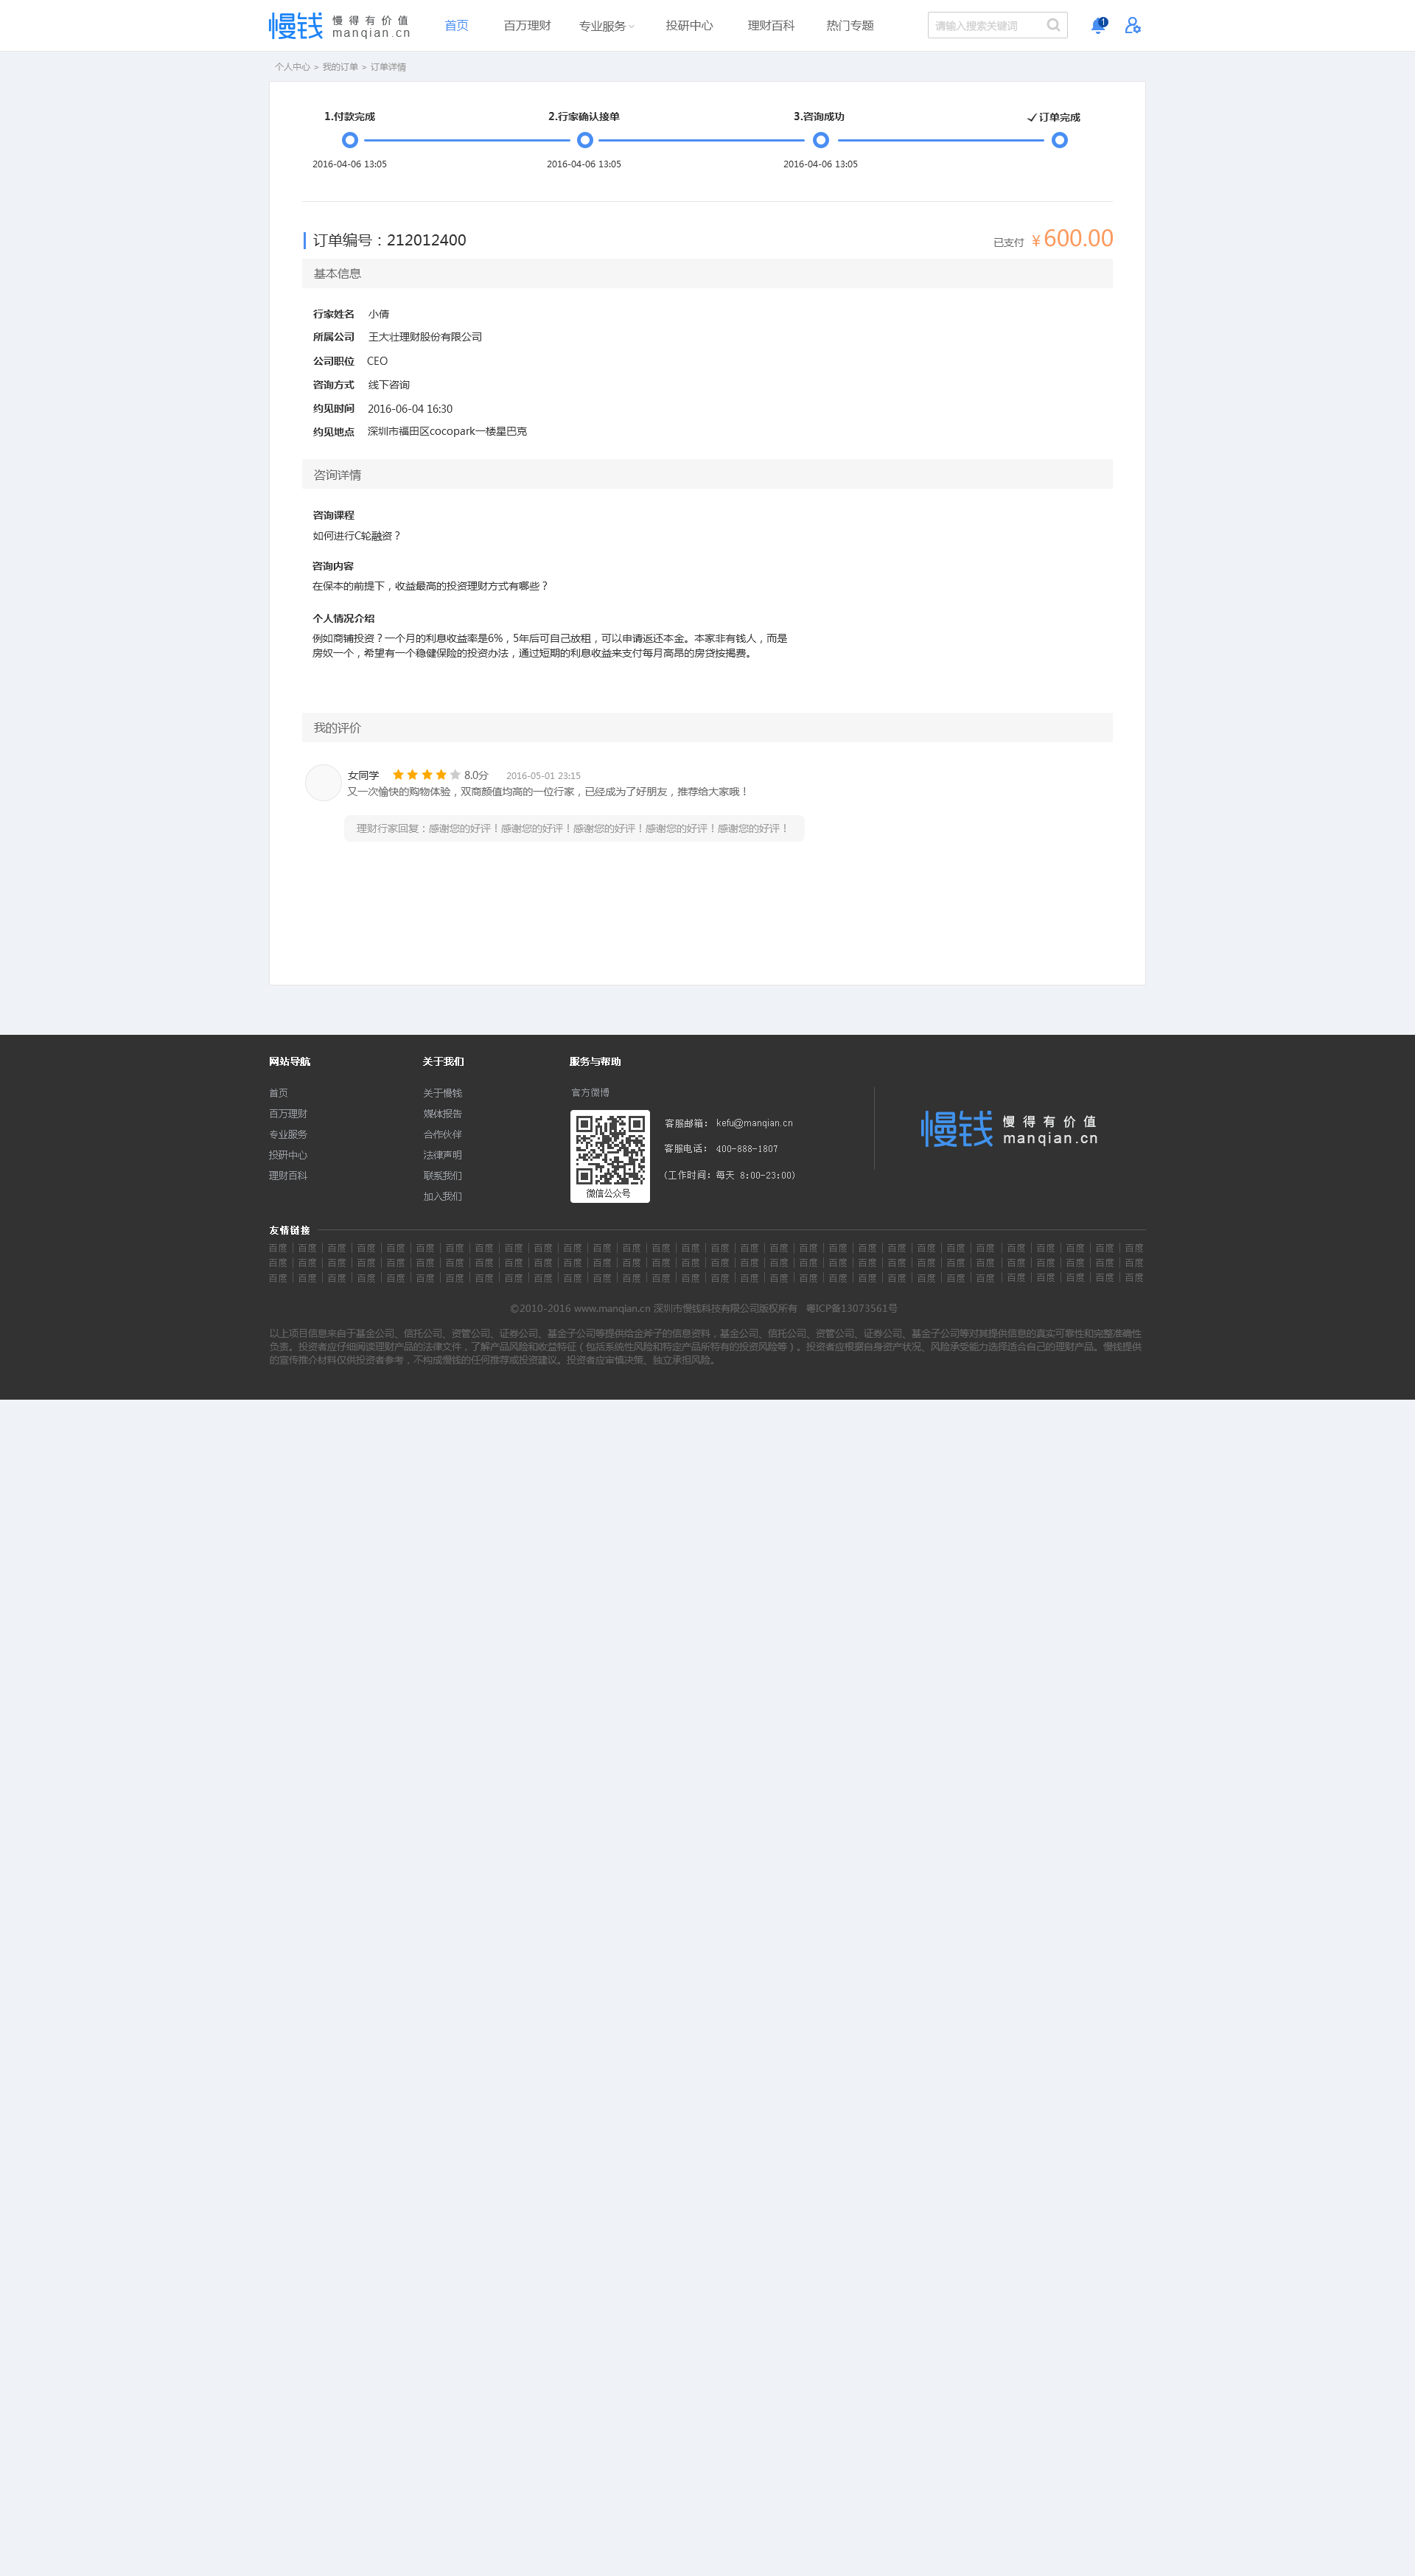 慢钱 慢得有价值 manqian.cn 首页 百万理财 专业服务 投研中心 理财百科 热门专题 请输入搜索关键词 1
个人中心 > 我的订单 > 订单详情
1.付款完成 2.行家确认接单 3.咨询成功 订单完成
2016-04-06 13:05 2016-04-06 13:05 2016-04-06 13:05
订单编号：212012400 已支付 ¥600.00
基本信息
行家姓名 小倩
所属公司 王大壮理财股份有限公司
公司职位 CEO
咨询方式 线下咨询
约见时间 2016-06-04 16:30
约见地点 深圳市福田区cocopark一楼星巴克
咨询详情
咨询课程
如何进行C轮融资？
咨询内容
在保本的前提下，收益最高的投资理财方式有哪些？
个人情况介绍
例如商铺投资？一个月的利息收益率是6%，5年后可自己放租，可以申请返还本金。本家非有钱人，而是
房奴一个，希望有一个稳健保险的投资办法，通过短期的利息收益来支付每月高昂的房贷按揭费。
我的评价
女同学 8.0分 2016-05-01 23:15
又一次愉快的购物体验，双商颜值均高的一位行家，已经成为了好朋友，推荐给大家哦！
理财行家回复：感谢您的好评！感谢您的好评！感谢您的好评！感谢您的好评！感谢您的好评！
网站导航 关于我们 服务与帮助
首页 关于慢钱 官方微博
百万理财 媒体报告 客服邮箱： kefu@manqian.cn 慢钱 慢得有价值
专业服务 合作伙伴 manqian.cn
投研中心 法律声明 客服电话： 400-888-1807
理财百科 联系我们 (工作时间：每天 8:00-23:00)
加入我们 微信公众号
友情链接
百度 | 百度 | 百度 | 百度 | 百度 | 百度 | 百度 | 百度 | 百度 | 百度 | 百度 | 百度 | 百度 | 百度 | 百度 | 百度 | 百度 | 百度 | 百度 | 百度 | 百度 | 百度 | 百度 | 百度 | 百度 | 百度 | 百度 | 百度 | 百度 | 百度
百度 | 百度 | 百度 | 百度 | 百度 | 百度 | 百度 | 百度 | 百度 | 百度 | 百度 | 百度 | 百度 | 百度 | 百度 | 百度 | 百度 | 百度 | 百度 | 百度 | 百度 | 百度 | 百度 | 百度 | 百度 | 百度 | 百度 | 百度 | 百度 | 百度
百度 | 百度 | 百度 | 百度 | 百度 | 百度 | 百度 | 百度 | 百度 | 百度 | 百度 | 百度 | 百度 | 百度 | 百度 | 百度 | 百度 | 百度 | 百度 | 百度 | 百度 | 百度 | 百度 | 百度 | 百度 | 百度 | 百度 | 百度 | 百度 | 百度
©2010-2016 www.manqian.cn 深圳市慢钱科技有限公司版权所有 粤ICP备13073561号
以上项目信息来自于基金公司、信托公司、资管公司、证券公司、基金子公司等提供给金斧子的信息资料，基金公司、信托公司、资管公司、证券公司、基金子公司等对其提供信息的真实可靠性和完整准确性
负责。投资者应仔细阅读理财产品的法律文件，了解产品风险和收益特征（包括系统性风险和特定产品所特有的投资风险等）。投资者应根据自身资产状况、风险承受能力选择适合自己的理财产品。慢钱提供
的宣传推介材料仅供投资者参考，不构成慢钱的任何推荐或投资建议。投资者应审慎决策、独立承担风险。